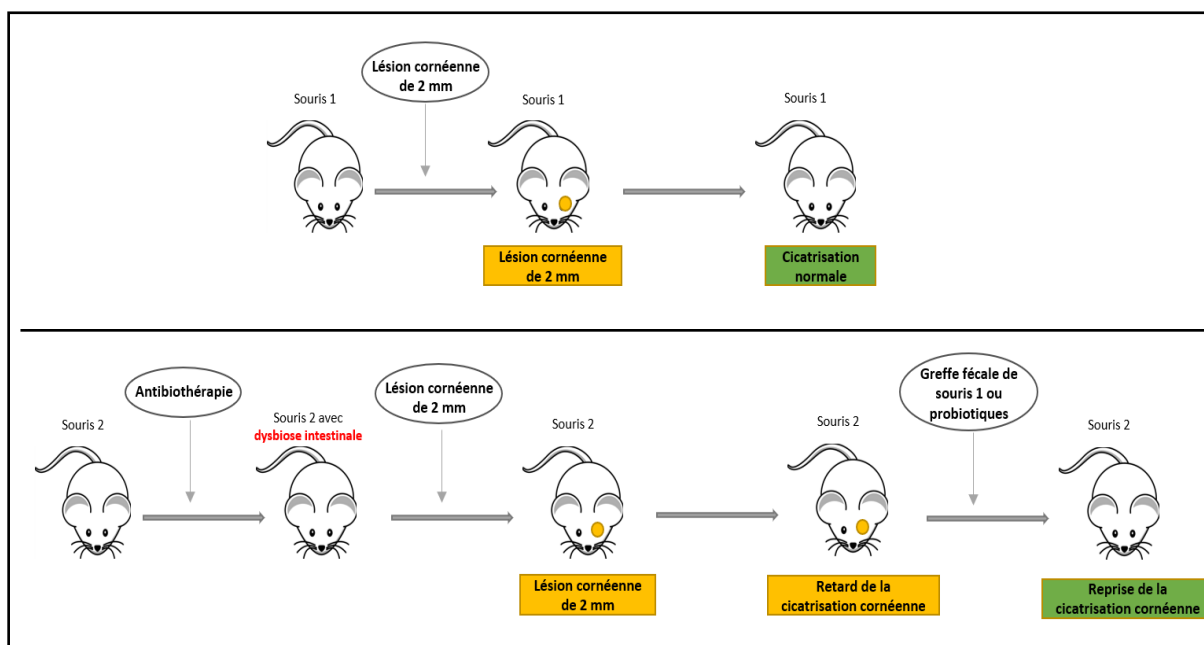 Lésion cornéenne
de 2 mm
Souris 1
Souris 1
Souris 1
Lésion cornéenne
de 2 mm
Cicatrisation
normale
Antibiothérapie
Lésion cornéenne
de 2 mm
Greffe fécale de
souris 1 ou
probiotiques
Souris 2
Souris 2 avec
dysbiose intestinale
Souris 2
Souris 2
Souris 2
Lésion cornéenne
de 2 mm
Retard de la
cicatrisation cornéenne
Reprise de la
cicatrisation cornéenne